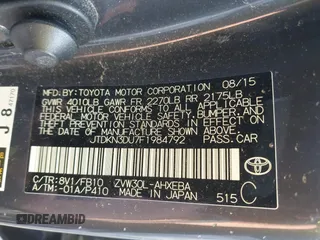 MFD. BY: TOYOTA MOTOR CORPORATION 08/15
GVWR 4010LB GAWR FR 2270LB RR 2175LB
THIS VEHICLE CONFORMS TO ALL APPLICABLE
FEDERAL MOTOR VEHICLE SAFETY, BUMPER, AND
THEFT PREVENTION STANDARDS IN EFFECT ON THE
DATE OF MANUFACTURE SHOWN ABOVE.
JTDKN3DU7F1984792 PASS. CAR
C/TR: 8V1/FB10 ZVW30L-AHXEBA
A/TM: -01A/P410 MADE IN JAPAN 515 C
TOYOTA
J 8